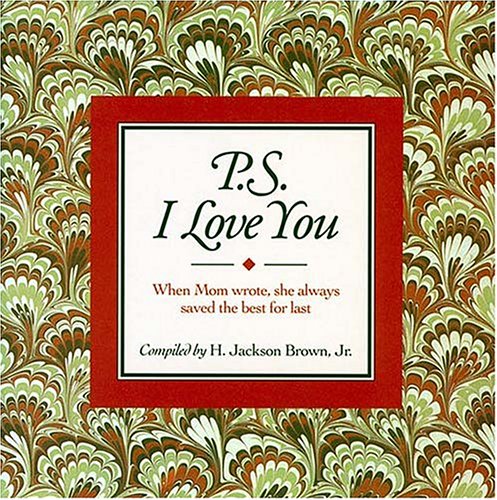 P.S.
I Love You
When Mom wrote, she always
saved the best for last
Compiled by H. Jackson Brown, Jr.